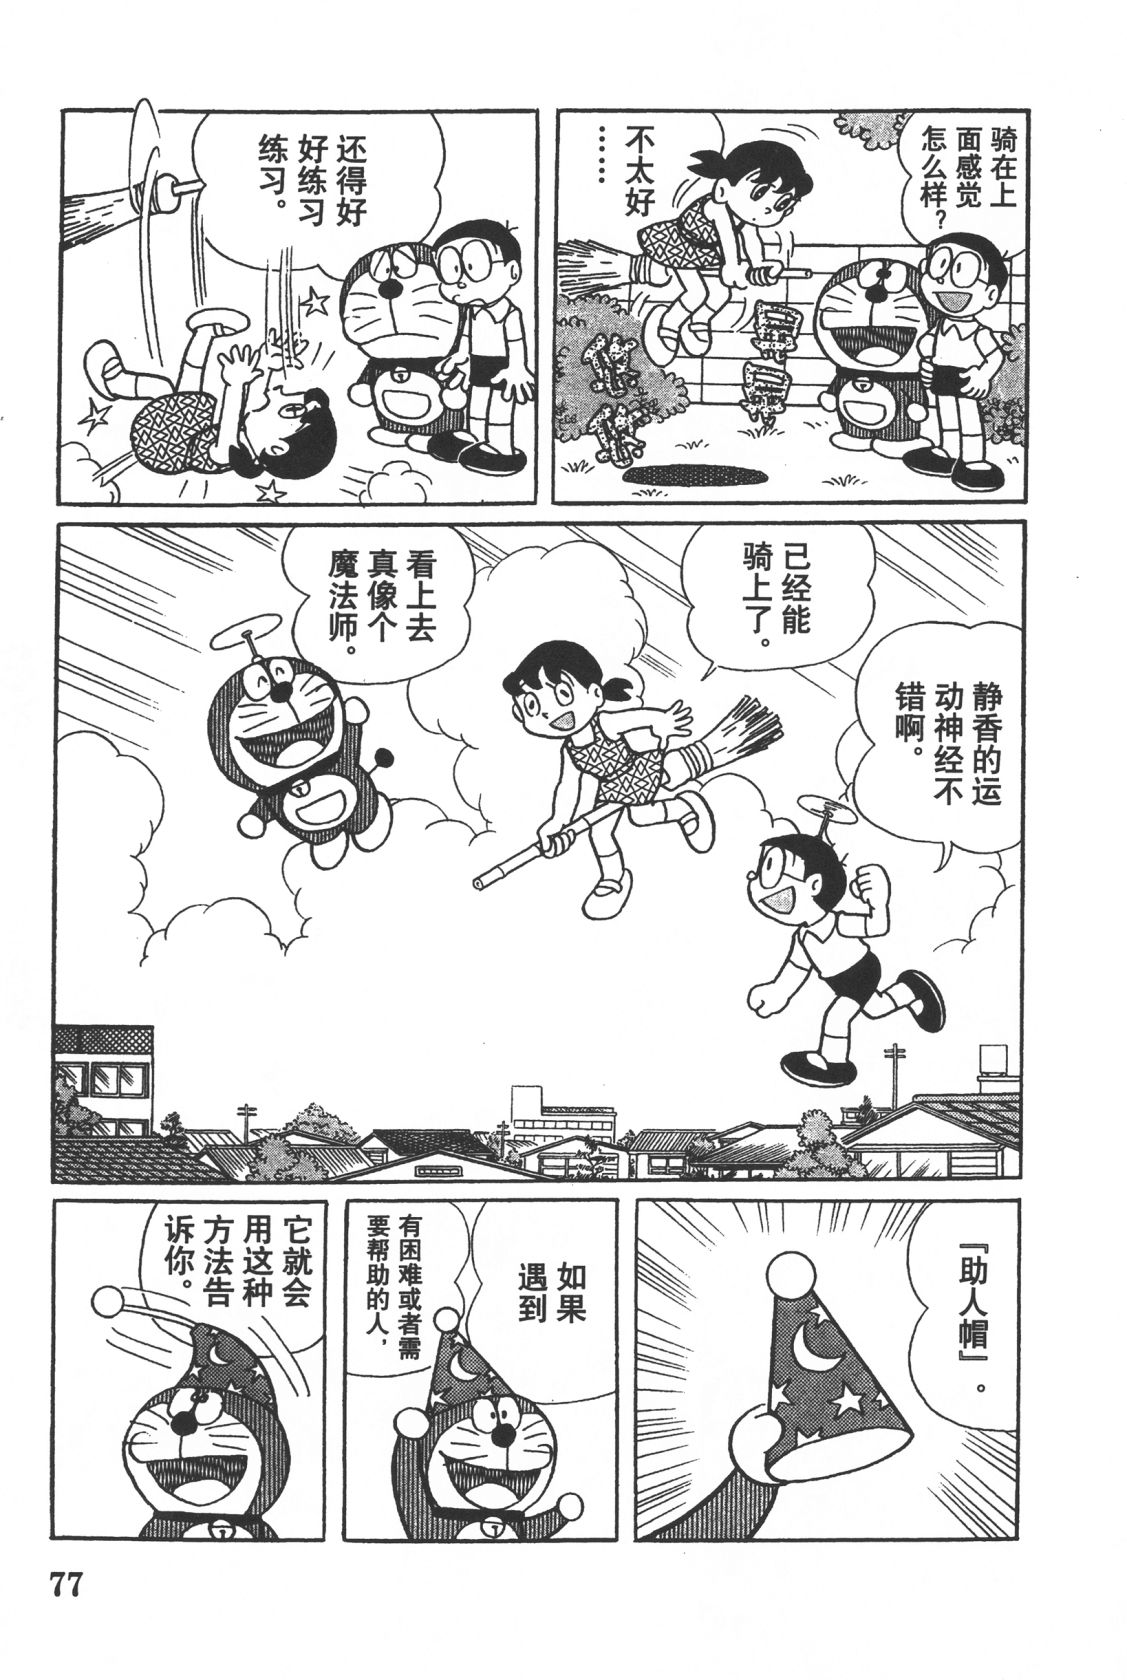 骑在上
面感觉
怎么样？
不太好
……
还得好
好练习
练习。
静香的运
动神经不
错啊。
已经能
骑上了。
看上去
真像个
魔法师。
『助人帽』。
如果
遇到
有困难或者需
要帮助的人，
它就会
用这种
方法告
诉你。
77